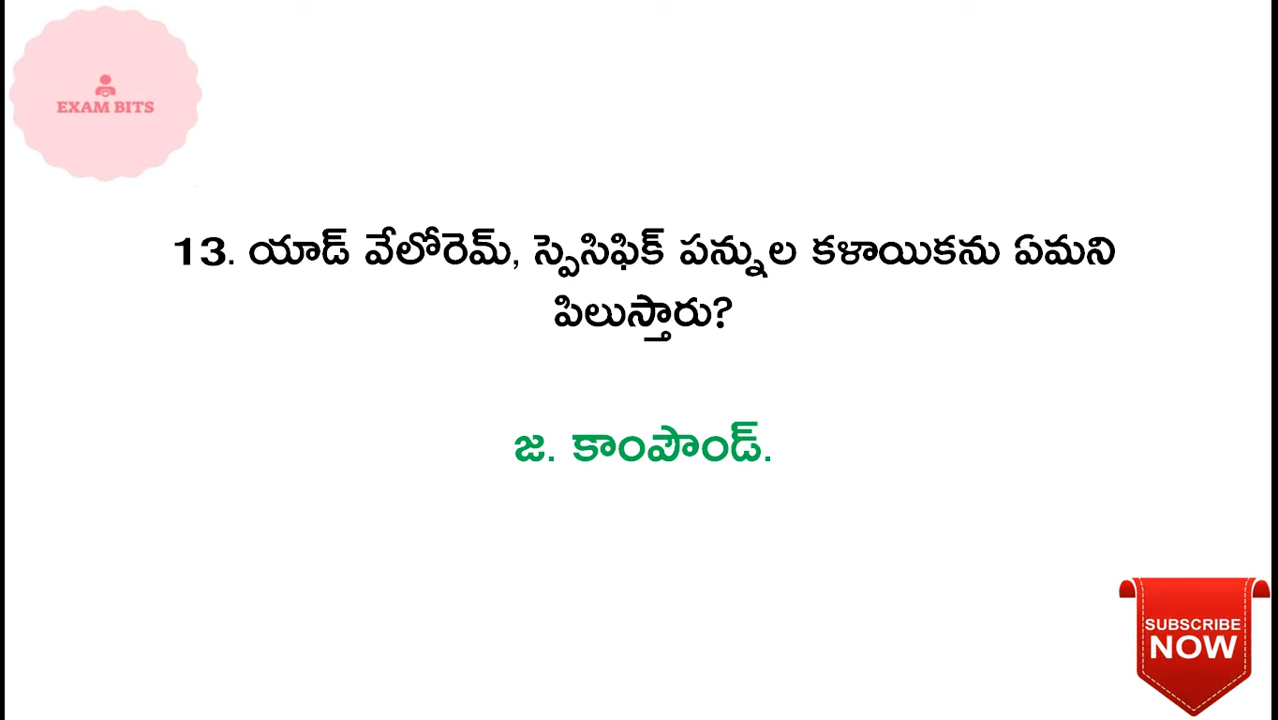 EXAM BITS
13. యాడ్ వేలోరెమ్, స్పెసిఫిక్ పన్నుల కళాయికను ఏమని
పిలుస్తారు?
జ. కాంపౌండ్.
SUBSCRIBE
NOW